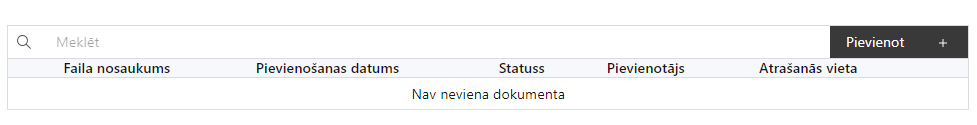 Meklēt
Pievienot +
Faila nosaukums Pievienošanas datums Statuss Pievienotājs Atrašanās vieta
Nav neviena dokumenta